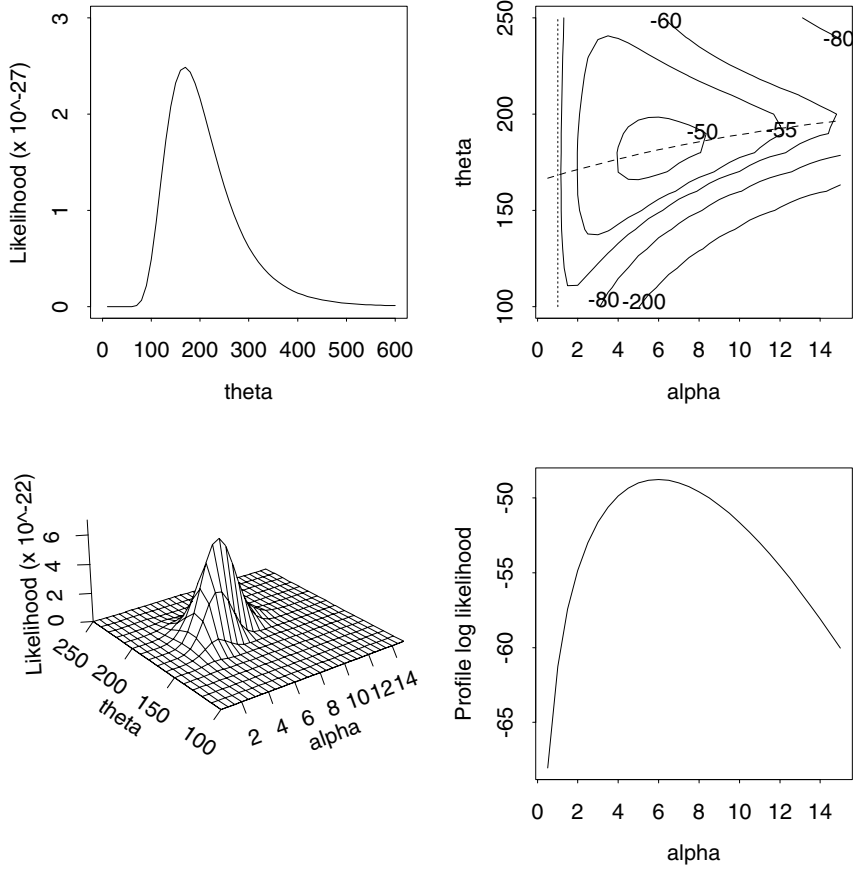 Likelihood (x 10^-27)
0 1 2 3
0 100 200 300 400 500 600
theta
theta
100 150 200 250
-60
-80
-50
-55
-80
-200
0 2 4 6 8 10 12 14
alpha
Likelihood (x 10^-22)
0 2 4 6
250 200 150 100
theta
2 4 6 8 10 12 14
alpha
Profile log likelihood
-65 -60 -55 -50
0 2 4 6 8 10 12 14
alpha